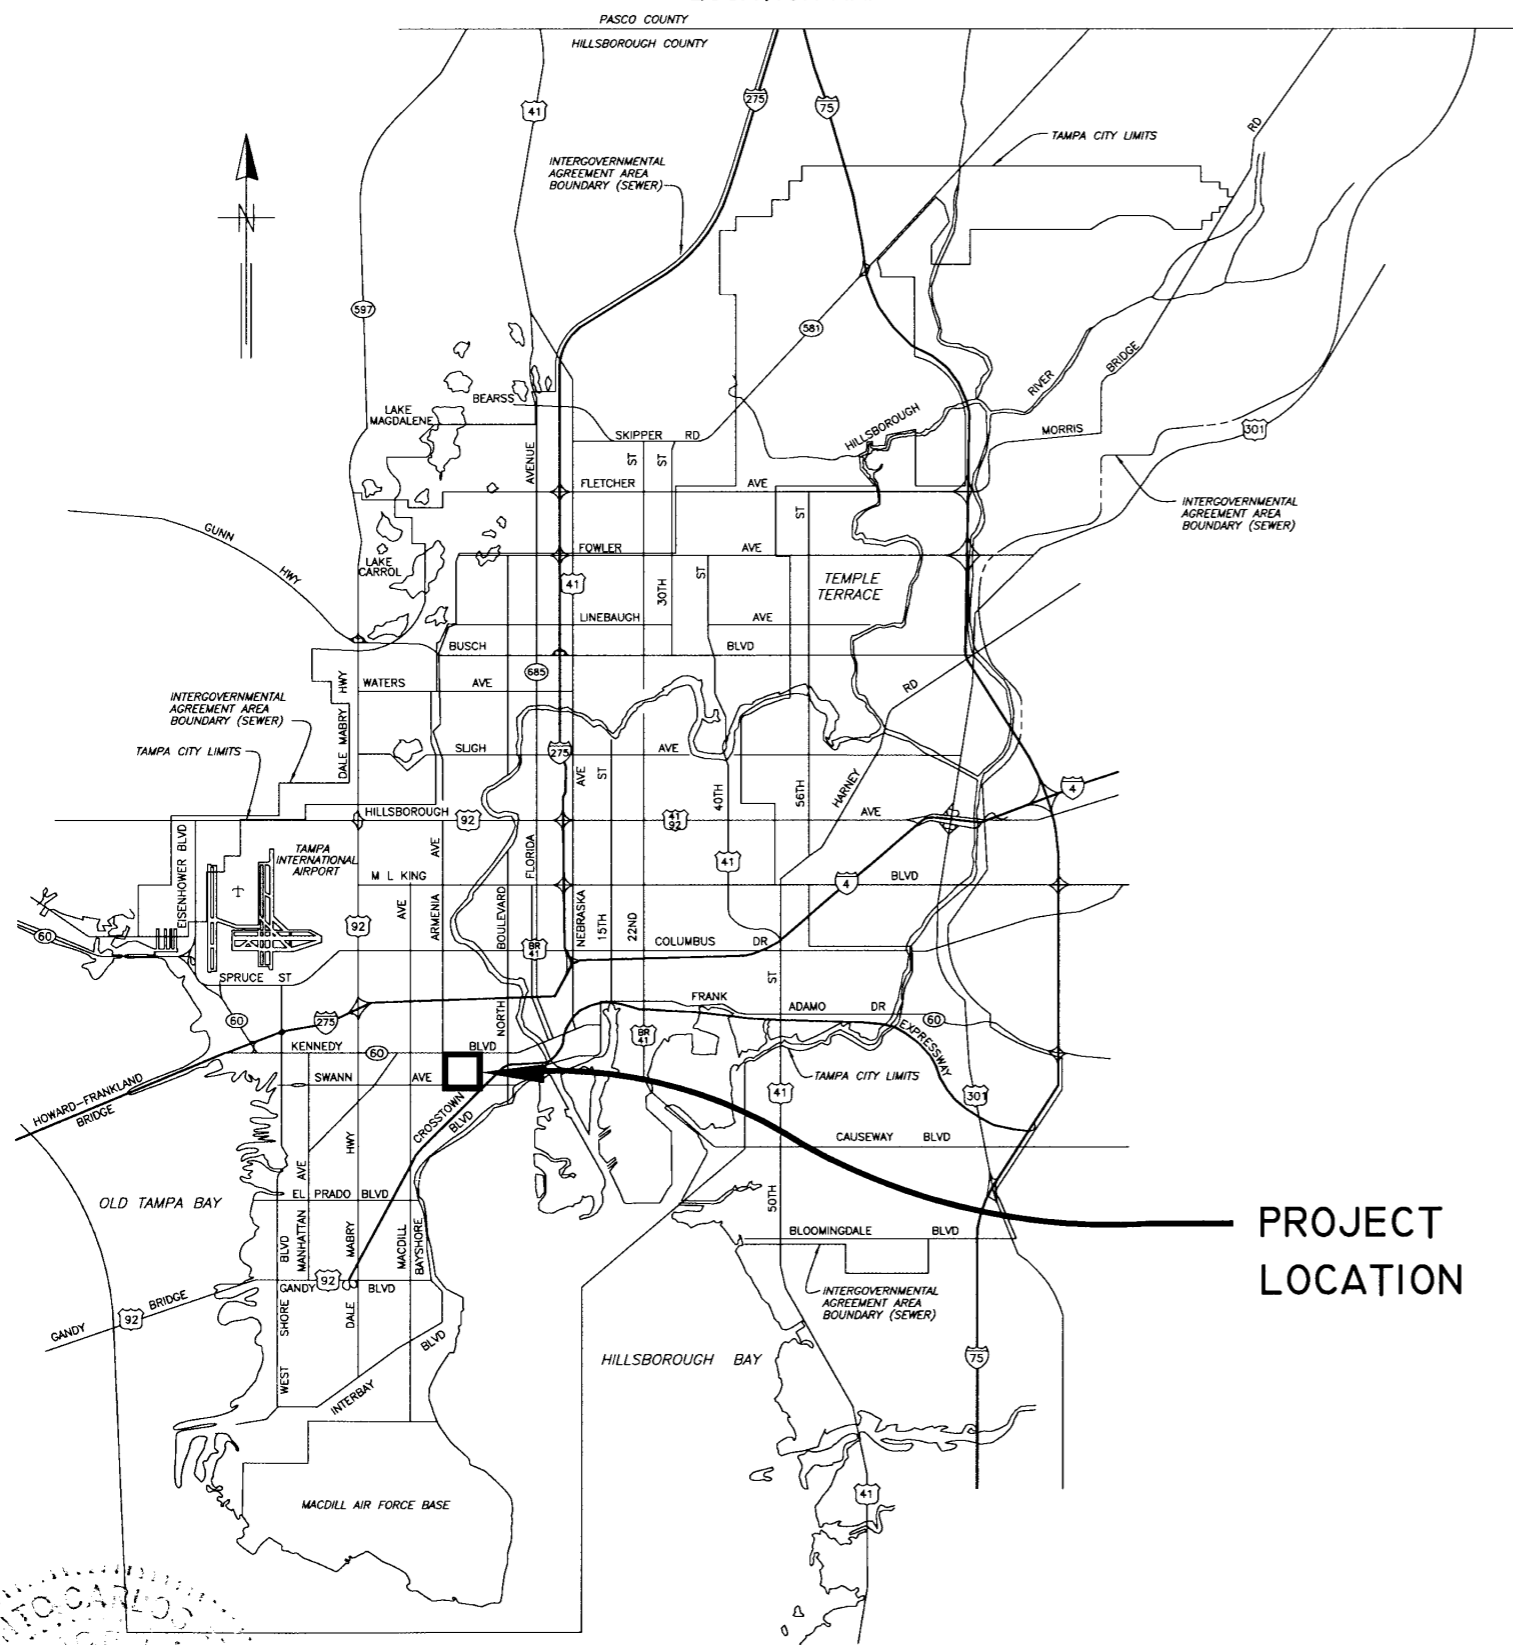 PASCO COUNTY
HILLSBOROUGH COUNTY
41
275
75
TAMPA CITY LIMITS
RD
INTERGOVERNMENTAL
AGREEMENT AREA
BOUNDARY (SEWER)
N
597
581
BEARSS
LAKE
MAGDALENE
RIVER
BRIDGE
HILLSBOROUGH
MORRIS
301
SKIPPER RD
AVENUE
ST
ST
FLETCHER AVE
INTERGOVERNMENTAL
AGREEMENT AREA
BOUNDARY (SEWER)
ST
GUNN
HWY
FOWLER AVE
LAKE
CARROL
41
30TH
ST
TEMPLE
TERRACE
LINEBAUGH AVE
BUSCH BLVD
685
WATERS AVE
HWY
RD
INTERGOVERNMENTAL
AGREEMENT AREA
BOUNDARY (SEWER)
TAMPA CITY LIMITS
DALE MABRY
SLIGH AVE
275
AVE
ST
40TH
56TH
HARNEY
4
HILLSBOROUGH
92
41
92
AVE
EISENHOWER BLVD
TAMPA
INTERNATIONAL
AIRPORT
AVE
FLORIDA
41
M L KING
4
BLVD
AVE
ARMENIA
BOULEVARD
NEBRASKA
15TH
22ND
92
60
BR
41
COLUMBUS DR
SPRUCE ST
ST
FRANK
ADAMO DR
60
60
275
NORTH
BR
41
EXPRESSWAY
KENNEDY
60
BLVD
SWANN AVE
TAMPA CITY LIMITS
HOWARD-FRANKLAND
BRIDGE
CROSSTOWN
BLVD
41
301
CAUSEWAY BLVD
HWY
AVE
OLD TAMPA BAY
EL PRADO BLVD
50TH
PROJECT
LOCATION
BLVD
MANHATTAN
MABRY
MACDILL
BAYSHORE
BLOOMINGDALE BLVD
92
GANDY BLVD
INTERGOVERNMENTAL
AGREEMENT AREA
BOUNDARY (SEWER)
GANDY
92
BRIDGE
SHORE
DALE
BLVD
HILLSBOROUGH BAY
75
WEST
INTERBAY
MACDILL AIR FORCE BASE
41
CARLOS